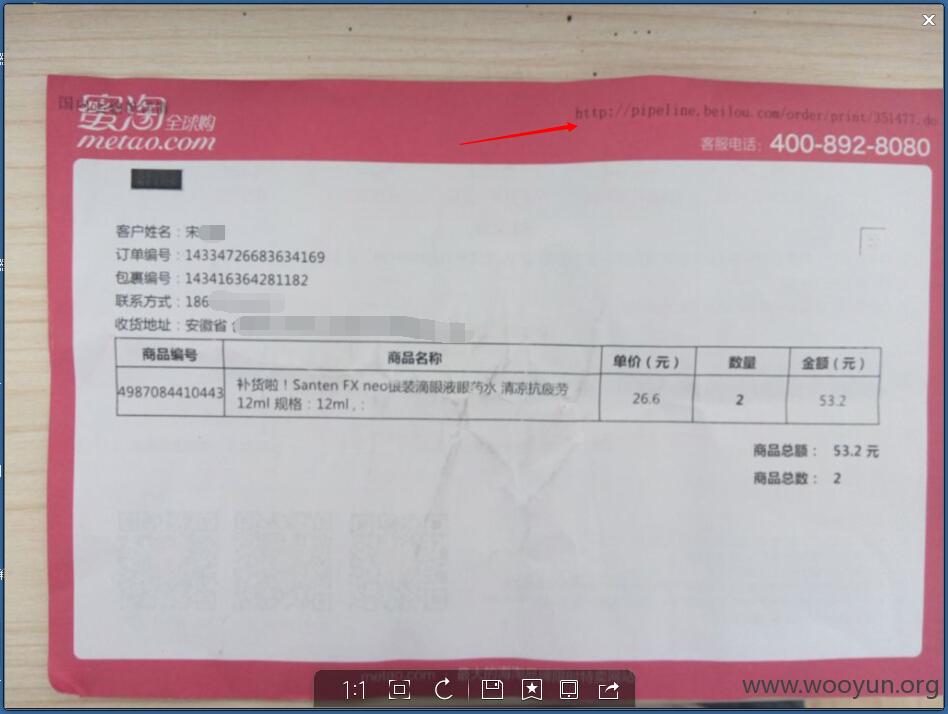 蜜淘 全球购
metao.com
http://pipeline.beilou.com/order/print/351477.do
客服电话：400-892-8080
客户姓名：宋
订单编号：14334726683634169
包裹编号：143416364281182
联系方式：186
收货地址：安徽省
商品编号 商品名称 单价（元） 数量 金额（元）
4987084410443 补货啦！Santen FX neo银装滴眼液眼药水 清凉抗疲劳 26.6 2 53.2
12ml 规格：12ml , :
商品总额： 53.2 元
商品总数： 2
metao.com
1:1
www.wooyun.org